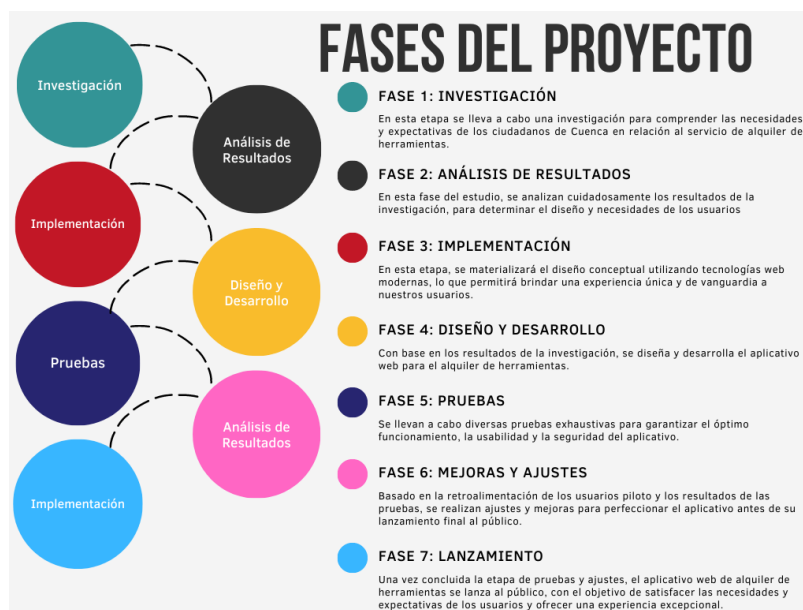 FASES DEL PROYECTO
Investigación
Análisis de
Resultados
Implementación
Diseño y
Desarrollo
Pruebas
Análisis de
Resultados
Implementación
FASE 1: INVESTIGACIÓN
En esta etapa se lleva a cabo una investigación para comprender las necesidades
y expectativas de los ciudadanos de Cuenca en relación al servicio de alquiler de
herramientas.
FASE 2: ANÁLISIS DE RESULTADOS
En esta fase del estudio, se analizan cuidadosamente los resultados de la
investigación, para determinar el diseño y necesidades de los usuarios
FASE 3: IMPLEMENTACIÓN
En esta etapa, se materializará el diseño conceptual utilizando tecnologías web
modernas, lo que permitirá brindar una experiencia única y de vanguardia a
nuestros usuarios.
FASE 4: DISEÑO Y DESARROLLO
Con base en los resultados de la investigación, se diseña y desarrolla el aplicativo
web para el alquiler de herramientas.
FASE 5: PRUEBAS
Se llevan a cabo diversas pruebas exhaustivas para garantizar el óptimo
funcionamiento, la usabilidad y la seguridad del aplicativo.
FASE 6: MEJORAS Y AJUSTES
Basado en la retroalimentación de los usuarios piloto y los resultados de las
pruebas, se realizan ajustes y mejoras para perfeccionar el aplicativo antes de su
lanzamiento final al público.
FASE 7: LANZAMIENTO
Una vez concluida la etapa de pruebas y ajustes, el aplicativo web de alquiler de
herramientas se lanza al público, con el objetivo de satisfacer las necesidades y
expectativas de los usuarios y ofrecer una experiencia excepcional.